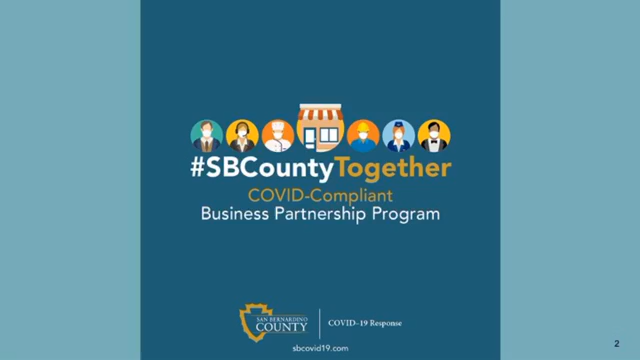 #SBCountyTogether
COVID-Compliant
Business Partnership Program
SAN BERNARDINO
COUNTY
COVID-19 Response
sbcovid19.com
2